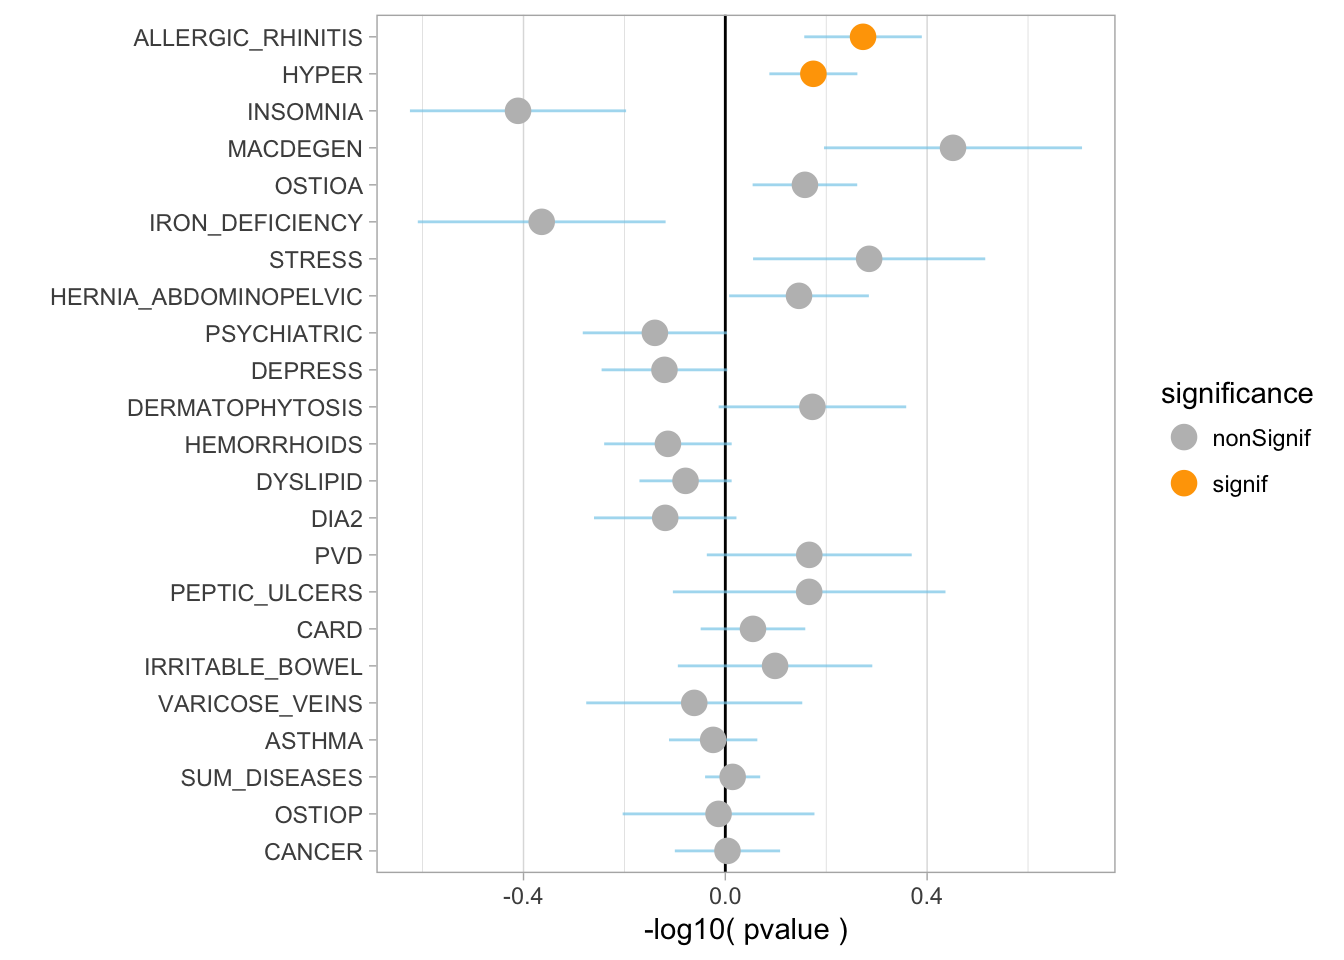 ALLERGIC_RHINITIS
HYPER
INSOMNIA
MACDEGEN
OSTIOA
IRON_DEFICIENCY
STRESS
HERNIA_ABDOMINOPELVIC
PSYCHIATRIC
DEPRESS
DERMATOPHYTOSIS
HEMORRHOIDS
DYSLIPID
DIA2
PVD
PEPTIC_ULCERS
CARD
IRRITABLE_BOWEL
VARICOSE_VEINS
ASTHMA
SUM_DISEASES
OSTIOP
CANCER
-0.4 0.0 0.4
-log10( pvalue )
significance
nonSignif
signif